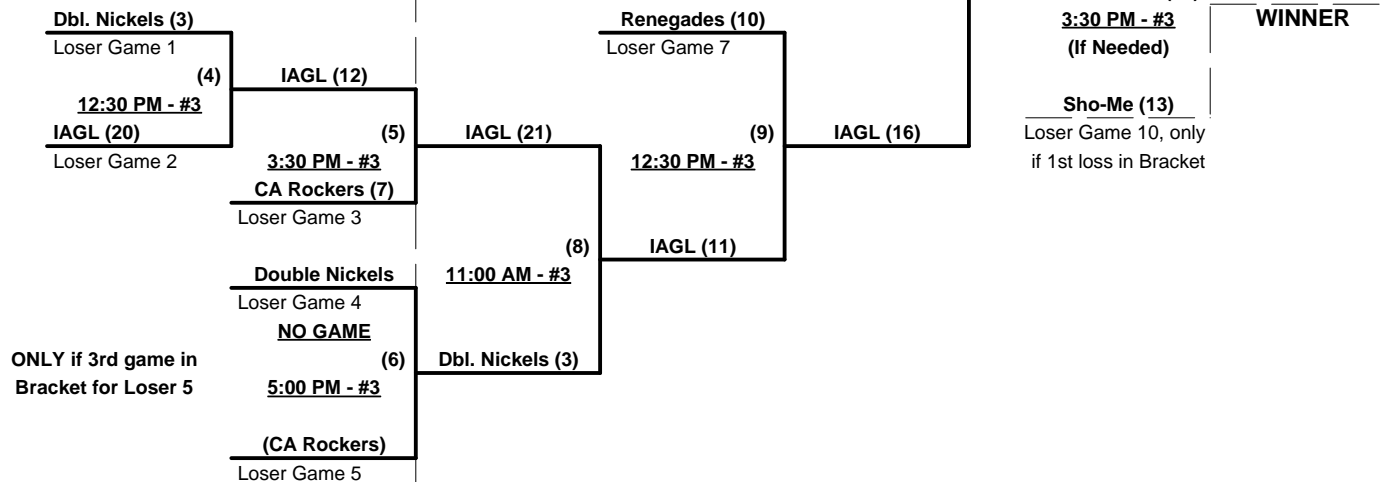 Dbl. Nickels (3)
Loser Game 1
(4)
12:30 PM - #3
IAGL (20)
Loser Game 2
IAGL (12)
(5)
3:30 PM - #3
CA Rockers (7)
Loser Game 3
Double Nickels
Loser Game 4
NO GAME
(6)
5:00 PM - #3
(CA Rockers)
Loser Game 5
ONLY if 3rd game in
Bracket for Loser 5
IAGL (21)
(8)
11:00 AM - #3
Dbl. Nickels (3)
Renegades (10)
Loser Game 7
(9)
12:30 PM - #3
IAGL (11)
IAGL (16)
3:30 PM - #3
(If Needed)
WINNER
Sho-Me (13)
Loser Game 10, only
if 1st loss in Bracket